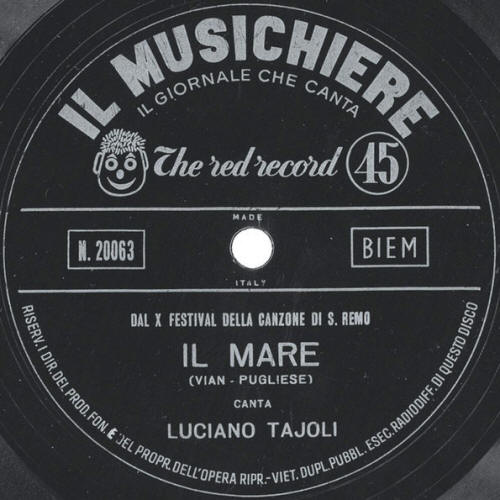 IL MUSICHIERE
IL GIORNALE CHE CANTA
The red record 45
MADE
N. 20063
BIEM
ITALY
DAL X FESTIVAL DELLA CANZONE DI S. REMO
IL MARE
(VIAN - PUGLIESE)
CANTA
LUCIANO TAJOLI
RISERV. I DIR. DEL PROD. FON. E DEL PROPR. DELL'OPERA RIPR.- VIET. DUPL. PUBBL. ESEC. RADIODIFF. DI QUESTO DISCO